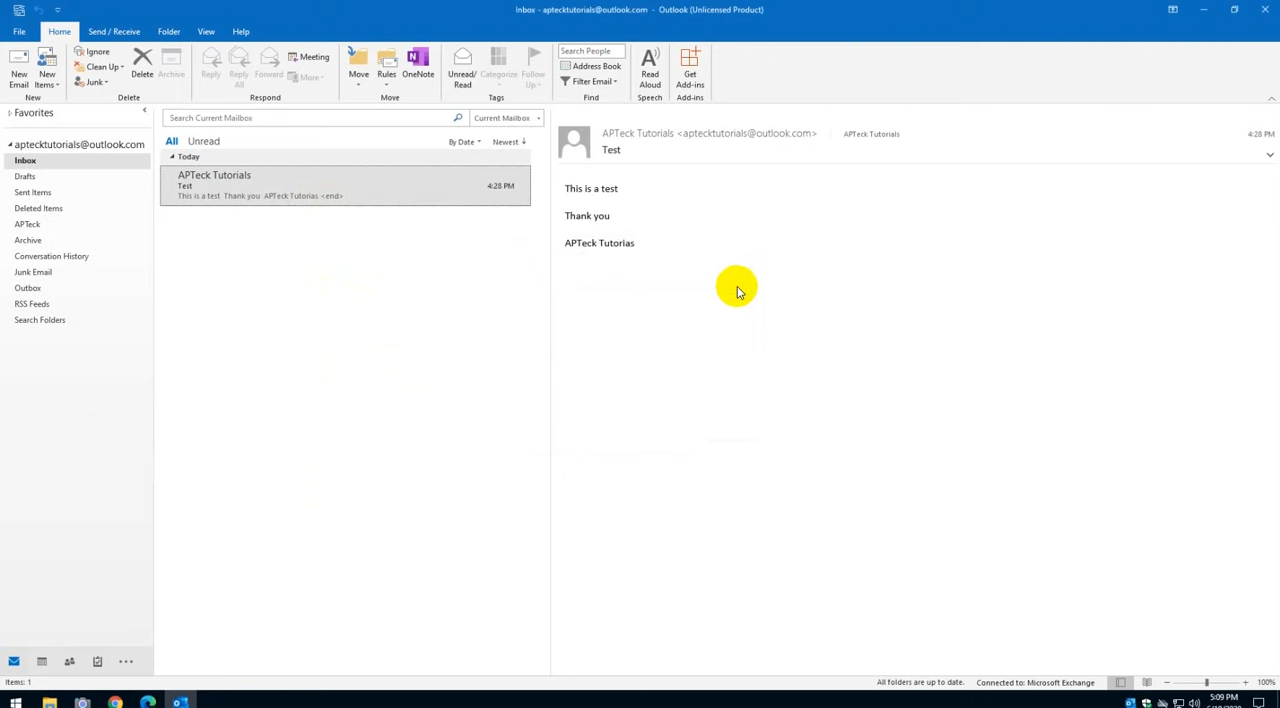 Inbox - aptecktutorials@outlook.com - Outlook (Unlicensed Product)
File Home Send / Receive Folder View Help
New Email
New Items
Ignore
Clean Up
Junk
Delete
Archive
Reply
Reply All
Forward
Meeting
More
Move
Rules
OneNote
Unread/ Read
Categorize
Follow Up
Search People
Address Book
Filter Email
Read Aloud
Get Add-ins
New Delete Respond Move Tags Find Speech Add-ins
Favorites
aptecktutorials@outlook.com
Inbox
Drafts
Sent Items
Deleted Items
APTeck
Archive
Conversation History
Junk Email
Outbox
RSS Feeds
Search Folders
Search Current Mailbox Current Mailbox
All Unread By Date Newest
Today
APTeck Tutorials
Test 4:28 PM
This is a test Thank you APTeck Tutorias <end>
APTeck Tutorials <aptecktutorials@outlook.com> APTeck Tutorials 4:28 PM
Test
This is a test
Thank you
APTeck Tutorias
Items: 1 All folders are up to date. Connected to: Microsoft Exchange 100%
5:09 PM